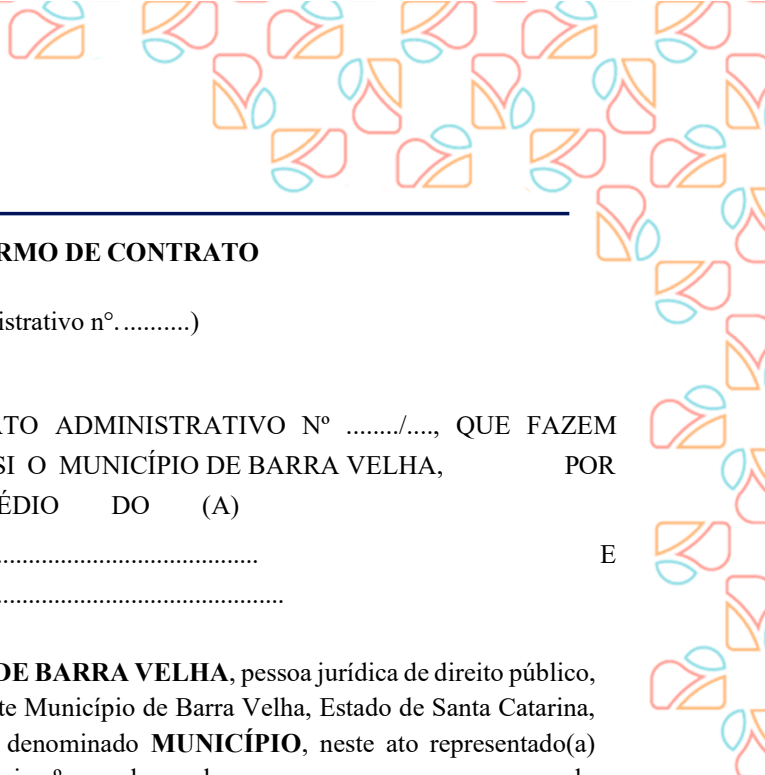 RMO DE CONTRATO
istrativo n°...........)
ATO ADMINISTRATIVO Nº ......../...., QUE FAZEM
SI O MUNICÍPIO DE BARRA VELHA, POR
ÉDIO DO (A)
.......................................... E
..............................................
DE BARRA VELHA, pessoa jurídica de direito público,
te Município de Barra Velha, Estado de Santa Catarina,
denominado MUNICÍPIO, neste ato representado(a)